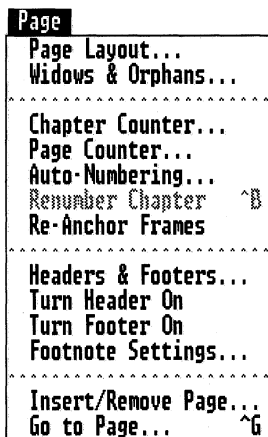 Page
Page Layout...
Widows & Orphans...
Chapter Counter...
Page Counter...
Auto-Numbering...
Renumber Chapter ^B
Re-Anchor Frames
Headers & Footers...
Turn Header On
Turn Footer On
Footnote Settings...
Insert/Remove Page...
Go to Page... ^G